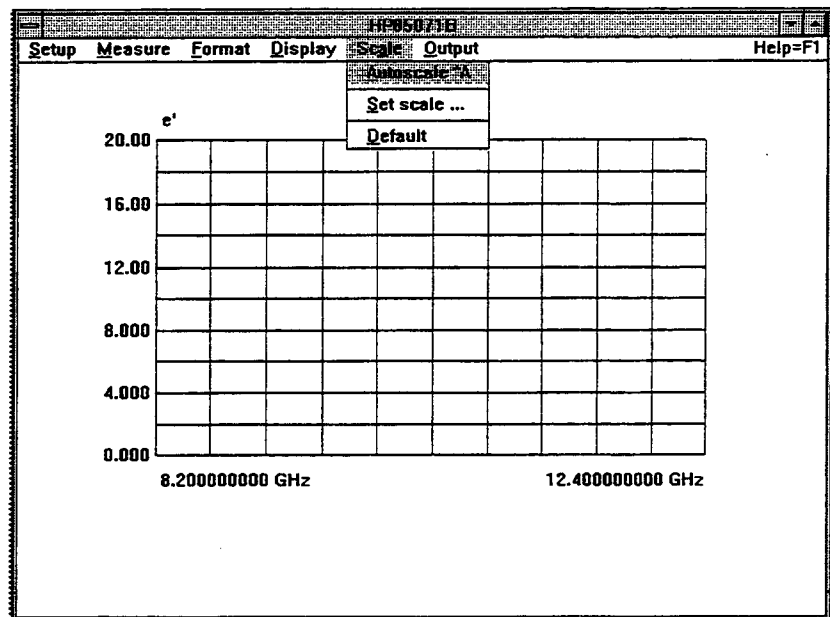 HP85071B
Setup Measure Format Display Scale Output Help=F1
Autoscale ^A
Set scale ...
Default
e'
20.00
16.00
12.00
8.000
4.000
0.000
8.200000000 GHz 12.400000000 GHz